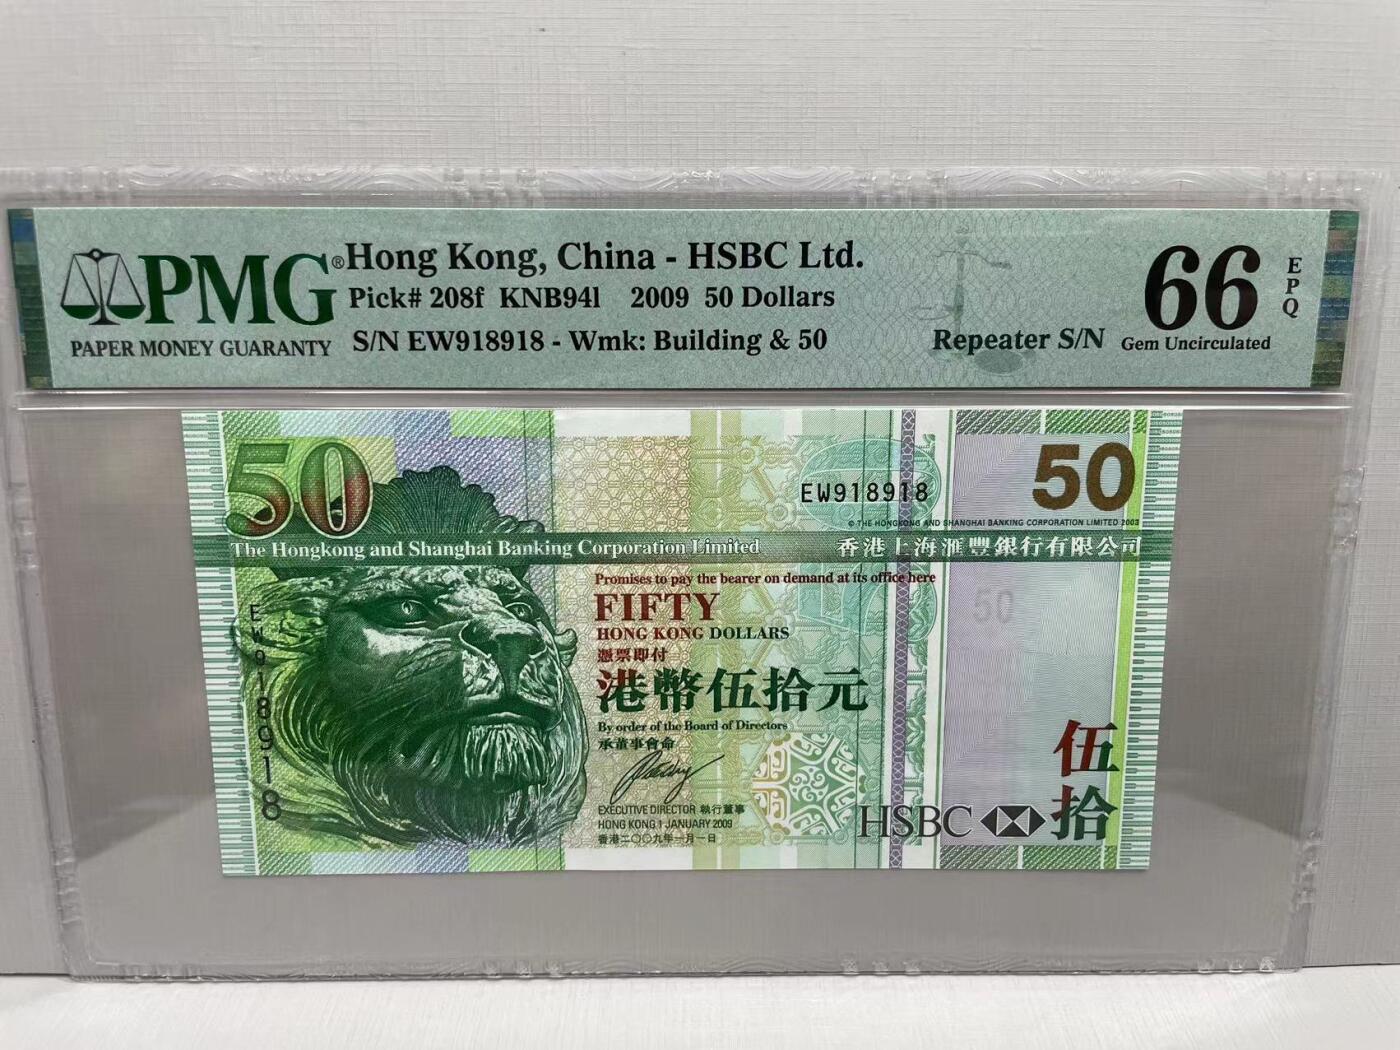 PMG®
PAPER MONEY GUARANTY
Hong Kong, China - HSBC Ltd.
Pick# 208f KNB94l 2009 50 Dollars
S/N EW918918 - Wmk: Building & 50
Repeater S/N
66
EPQ
Gem Uncirculated
50
EW918918
50
© THE HONGKONG AND SHANGHAI BANKING CORPORATION LIMITED 2003
The Hongkong and Shanghai Banking Corporation Limited
香港上海滙豐銀行有限公司
Promises to pay the bearer on demand at its office here
FIFTY
HONG KONG DOLLARS
憑票即付
港幣伍拾元
By order of the Board of Directors
承董事會命
EXECUTIVE DIRECTOR 執行董事
HONG KONG 1 JANUARY 2009
香港二〇〇九年一月一日
EW918918
50
伍拾
HSBC